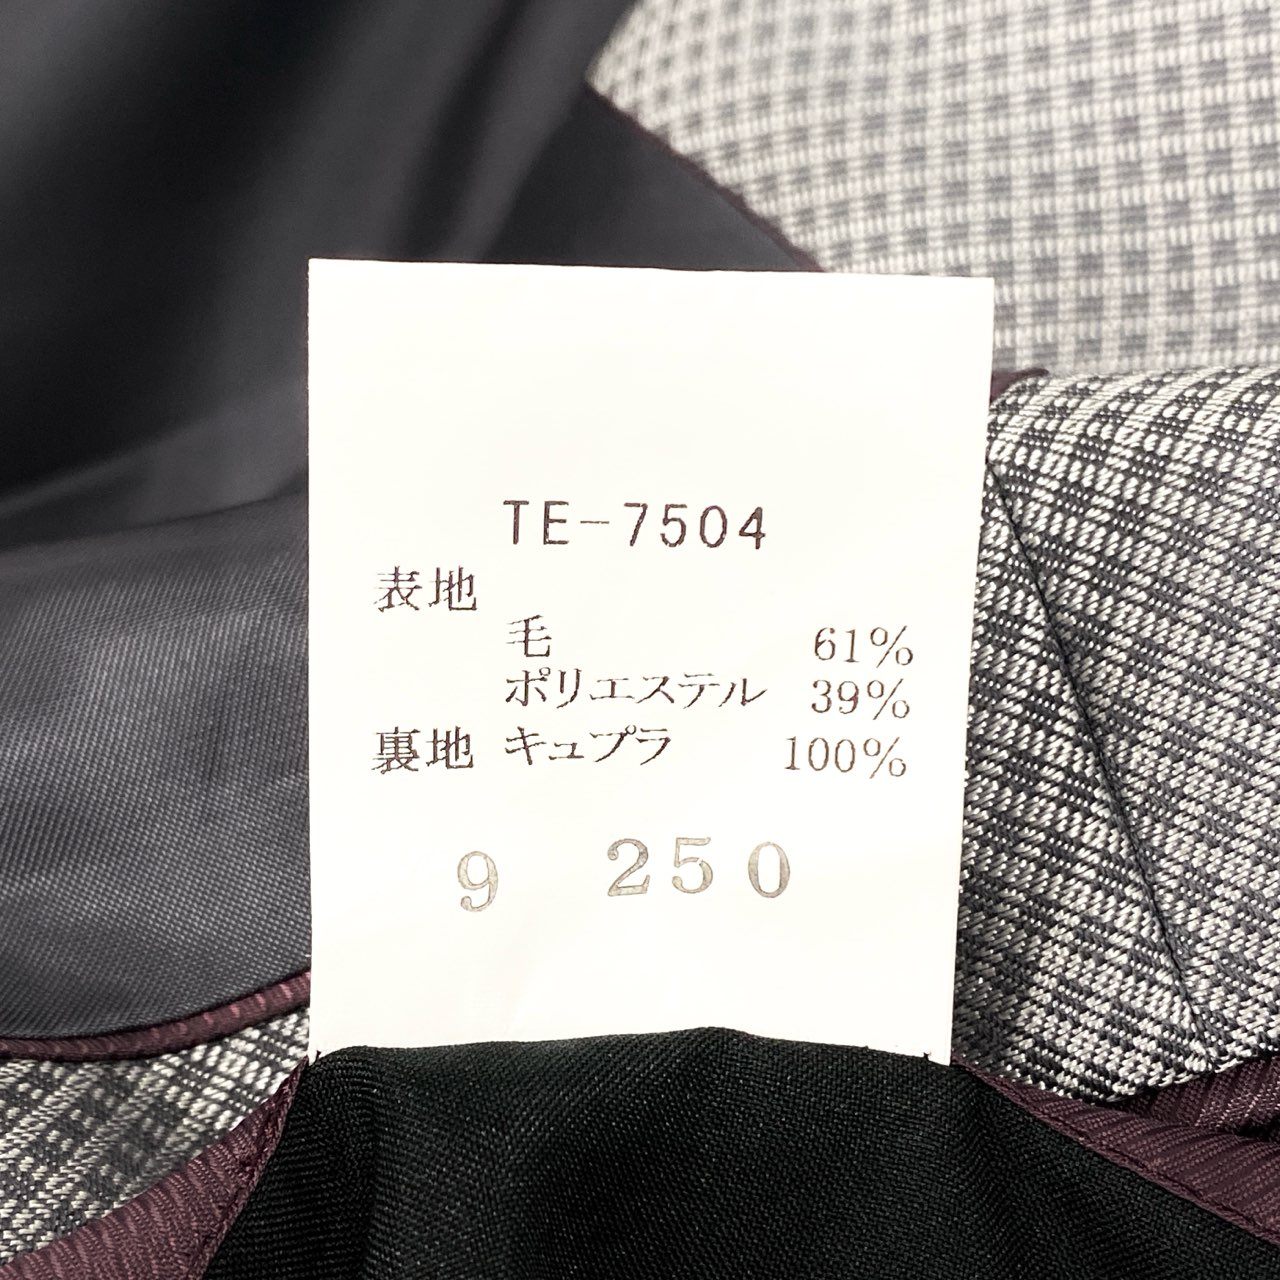 TE-7504
表地
毛 61%
ポリエステル 39%
裏地 キュプラ 100%
9 250